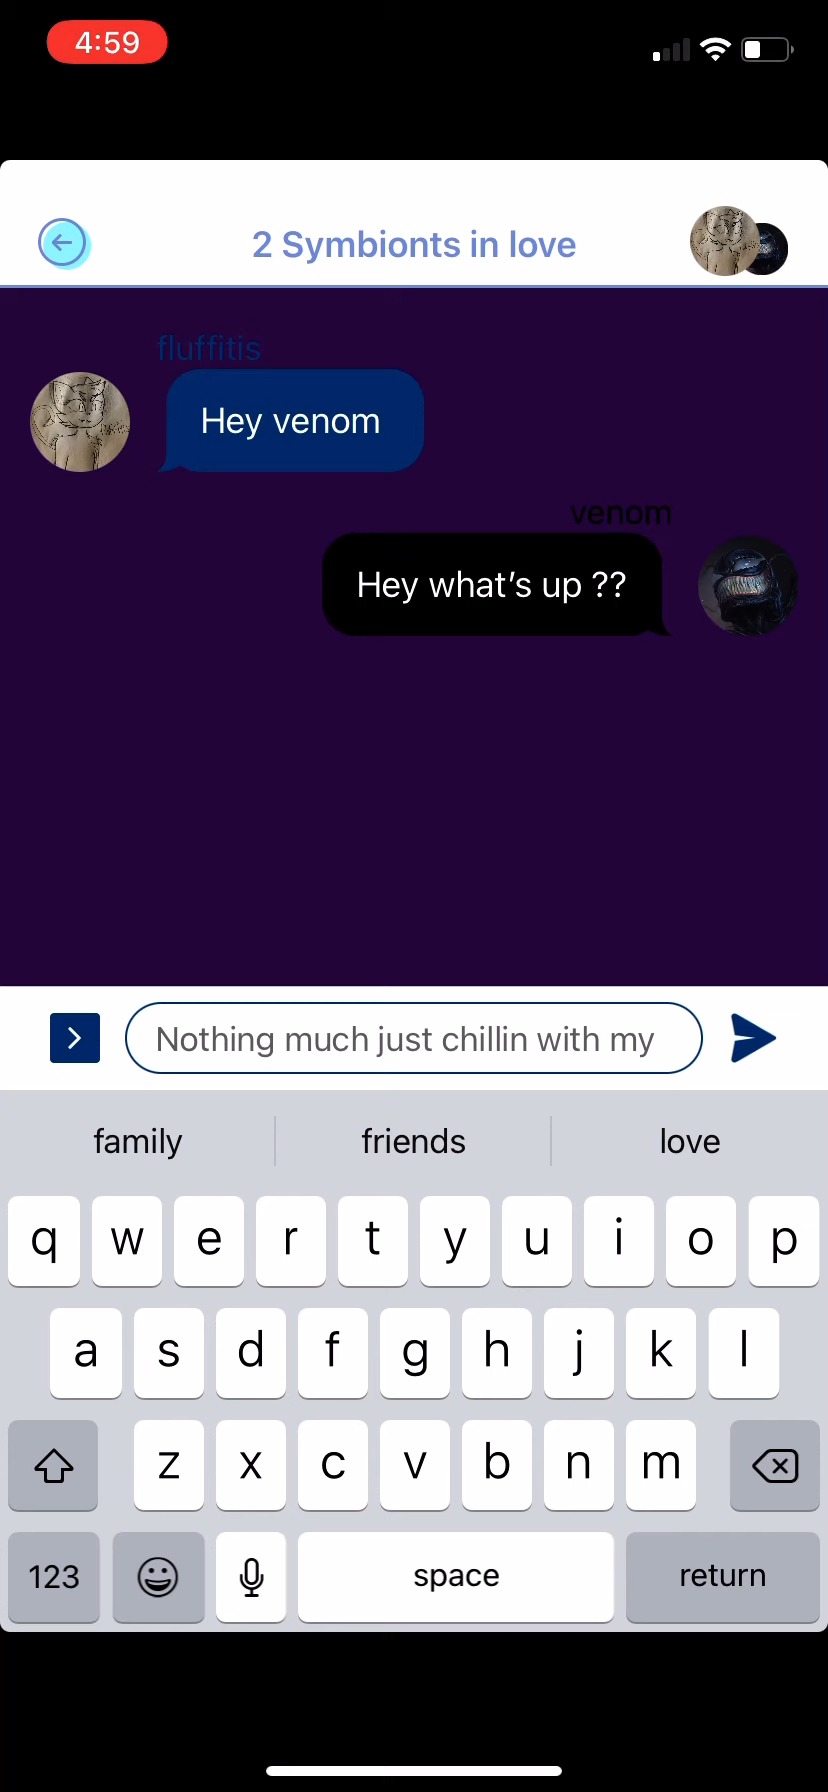 4:59
2 Symbionts in love
fluffitis
Hey venom
venom
Hey what's up ??
Nothing much just chillin with my
family friends love
q w e r t y u i o p
a s d f g h j k l
z x c v b n m
123 space return